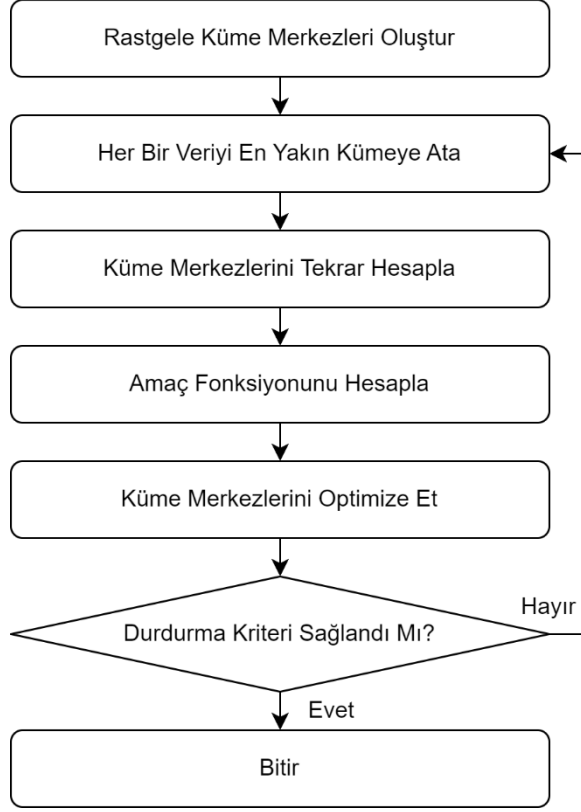 Rastgele Küme Merkezleri Oluştur
Her Bir Veriyi En Yakın Kümeye Ata
Küme Merkezlerini Tekrar Hesapla
Amaç Fonksiyonunu Hesapla
Küme Merkezlerini Optimize Et
Durdurma Kriteri Sağlandı Mı?
Hayır
Evet
Bitir